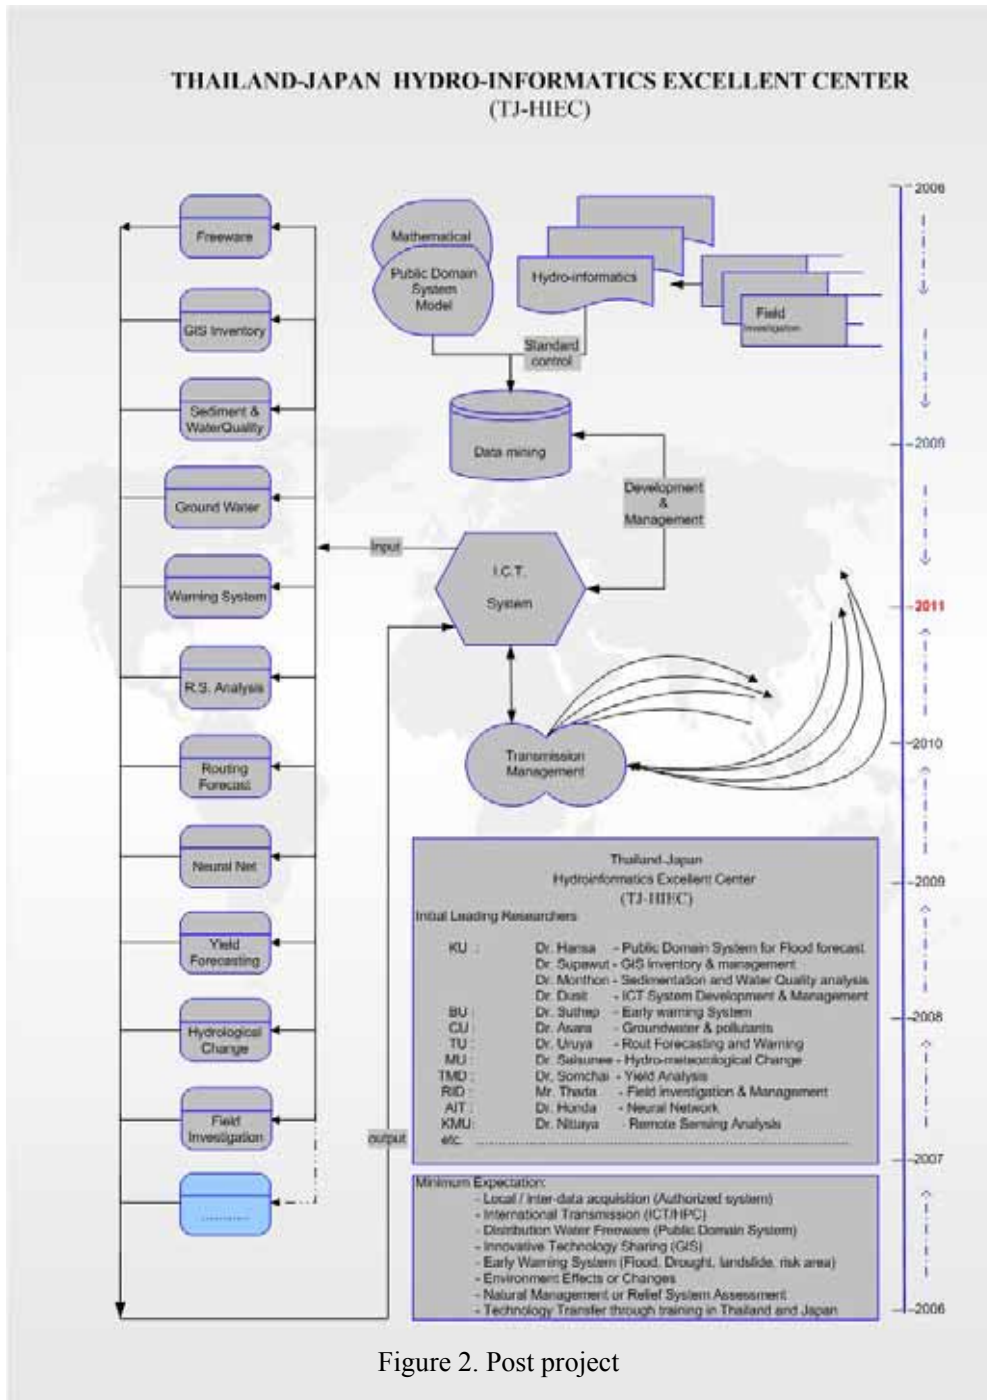 THAILAND-JAPAN HYDRO-INFORMATICS EXCELLENT CENTER
(TJ-HIEC)
Freeware
GIS Inventory
Sediment &
WaterQuality
Ground Water
Warning System
R.S. Analysis
Routing
Forecast
Neural Net
Yield
Forecasting
Hydrological
Change
Field
Investigation
Mathematical
Public Domain
System
Model
Hydro-informatics
Field
Investigation
Standard
control
Data mining
Development
&
Management
Input
I.C.T.
System
Transmission
Management
output
2006
2009
2011
2010
2009
2008
2007
2006
Thailand-Japan
Hydroinformatics Excellent Center
(TJ-HIEC)
Initial Leading Researchers
KU : Dr. Hansa - Public Domain System for Flood forecast
Dr. Supawut - GIS Inventory & management
Dr. Monthon - Sedimentation and Water Quality analysis
Dr. Dusit - ICT System Development & Management
BU : Dr. Suthep - Early warning System
CU : Dr. Asara - Groundwater & pollutants
TU : Dr. Uruya - Rout Forecasting and Warning
MU : Dr. - Hydro-meteorological Change
TMD : Dr. Somchai - Yield Analysis
RID : Mr. Thada - Field investigation & Management
AIT : Dr. Honda - Neural Network
KMU: Dr. Nittaya - Remote Sensing Analysis
etc. ............................................................
Minimum Expectation:
- Local / Inter-data acquisition (Authorized system)
- International Transmission (ICT/HPC)
- Distribution Water Freeware (Public Domain System)
- Innovative Technology Sharing (GIS)
- Early Warning System (Flood, Drought, landslide, risk area)
- Environment Effects or Changes
- Natural Management or Relief System Assessment
- Technology Transfer through training in Thailand and Japan
Figure 2. Post project